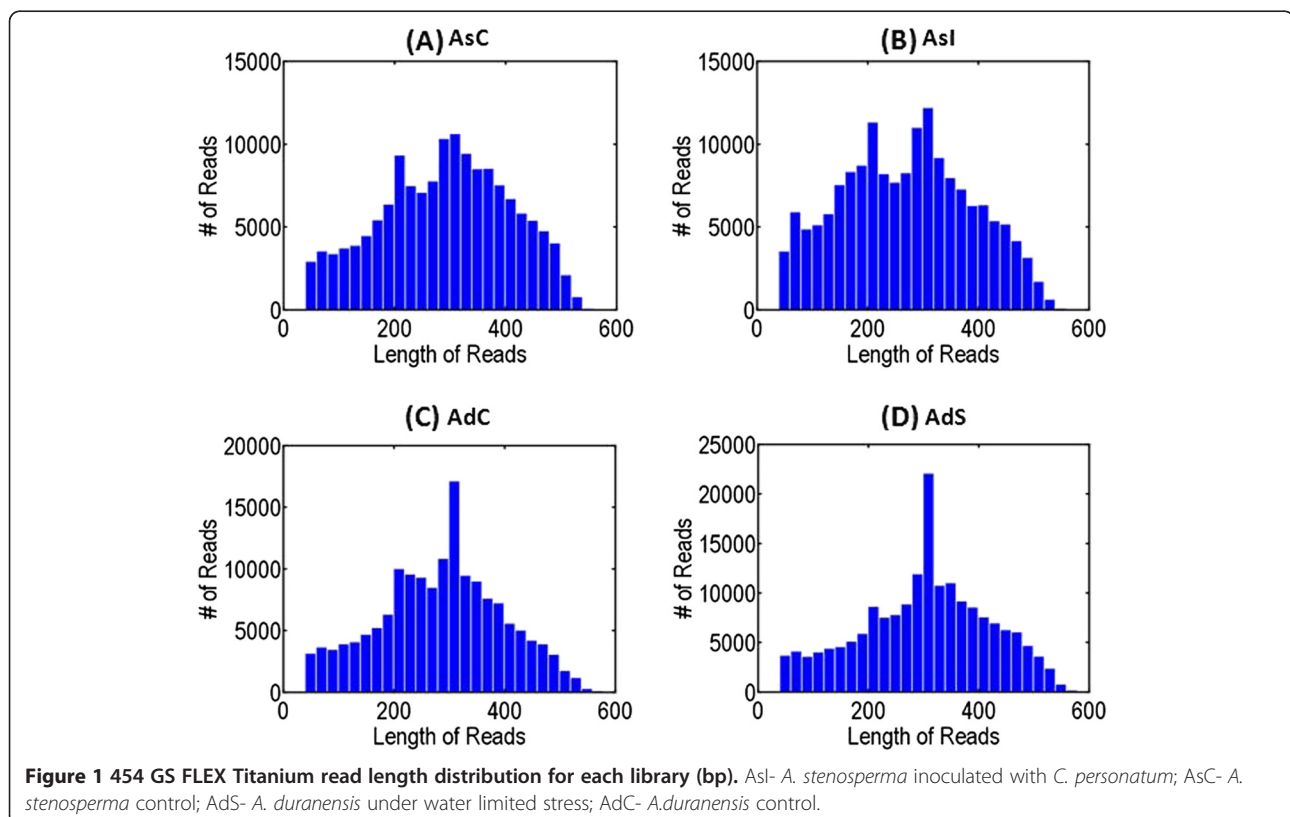 (A) AsC
15000
10000
5000
0
# of Reads
0 200 400 600
Length of Reads
(B) AsI
15000
10000
5000
0
# of Reads
0 200 400 600
Length of Reads
(C) AdC
20000
15000
10000
5000
0
# of Reads
0 200 400 600
Length of Reads
(D) AdS
25000
20000
15000
10000
5000
0
# of Reads
0 200 400 600
Length of Reads
Figure 1 454 GS FLEX Titanium read length distribution for each library (bp). AsI- A. stenosperma inoculated with C. personatum; AsC- A.
stenosperma control; AdS- A. duranensis under water limited stress; AdC- A.duranensis control.